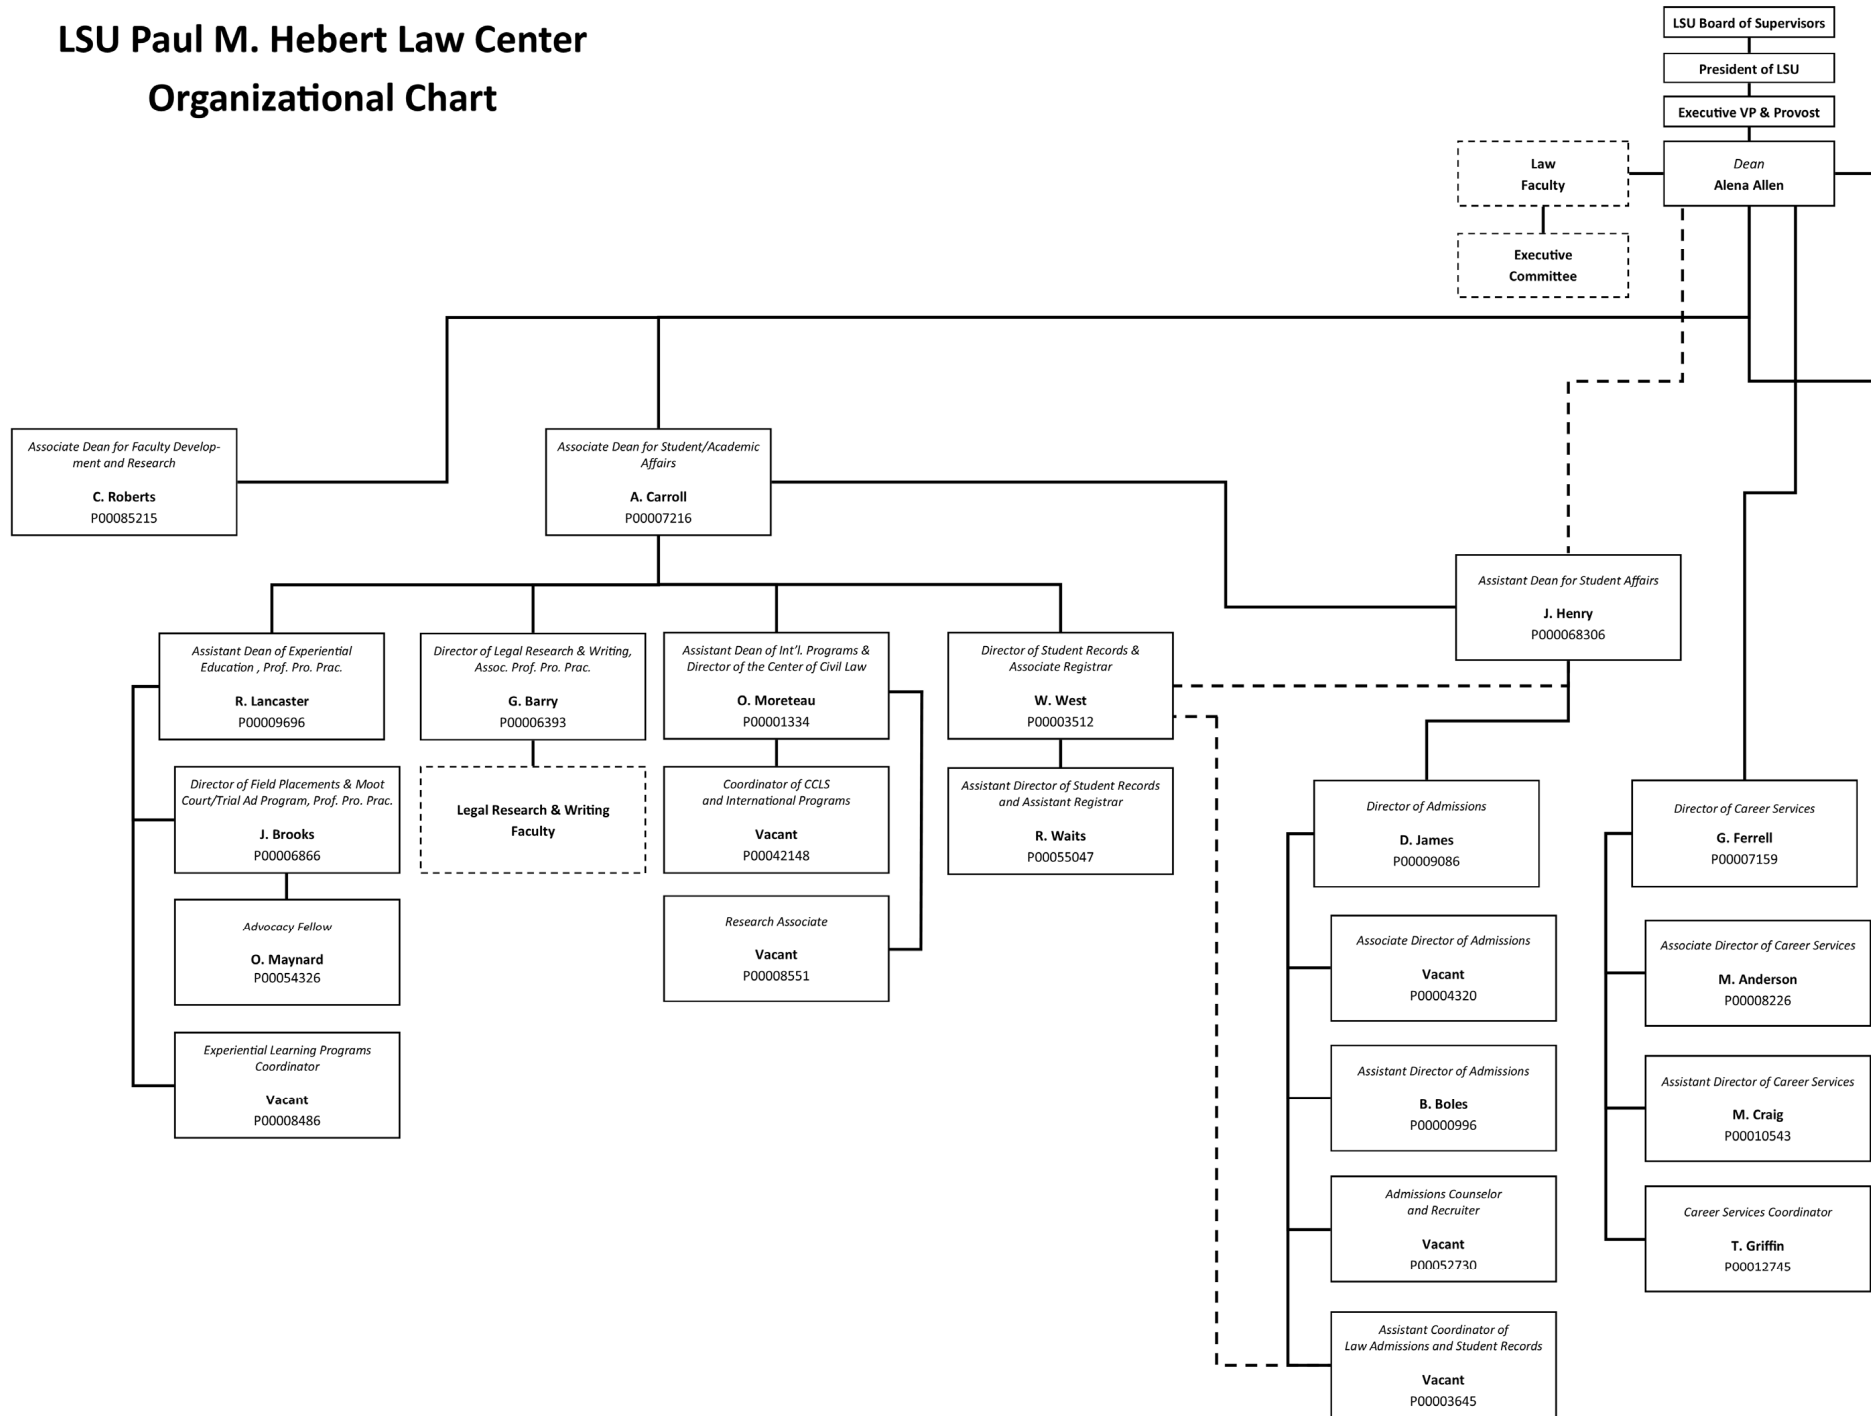 LSU Paul M. Hebert Law Center
Organizational Chart
LSU Board of Supervisors
President of LSU
Executive VP & Provost
Dean
Alena Allen
Law
Faculty
Executive
Committee
Associate Dean for Faculty Develop-
ment and Research
C. Roberts
P00085215
Associate Dean for Student/Academic
Affairs
A. Carroll
P00007216
Assistant Dean for Student Affairs
J. Henry
P000068306
Assistant Dean of Experiential
Education , Prof. Pro. Prac.
R. Lancaster
P00009696
Director of Legal Research & Writing,
Assoc. Prof. Pro. Prac.
G. Barry
P00006393
Assistant Dean of Int’l. Programs &
Director of the Center of Civil Law
O. Moreteau
P00001334
Director of Student Records &
Associate Registrar
W. West
P00003512
Director of Field Placements & Moot
Court/Trial Ad Program, Prof. Pro. Prac.
J. Brooks
P00006866
Legal Research & Writing
Faculty
Coordinator of CCLS
and International Programs
Vacant
P00042148
Assistant Director of Student Records
and Assistant Registrar
R. Waits
P00055047
Director of Admissions
D. James
P00009086
Director of Career Services
G. Ferrell
P00007159
Advocacy Fellow
O. Maynard
P00054326
Research Associate
Vacant
P00008551
Associate Director of Admissions
Vacant
P00004320
Associate Director of Career Services
M. Anderson
P00008226
Experiential Learning Programs
Coordinator
Vacant
P00008486
Assistant Director of Admissions
B. Boles
P00000996
Assistant Director of Career Services
M. Craig
P00010543
Admissions Counselor
and Recruiter
Vacant
P00052730
Career Services Coordinator
T. Griffin
P00012745
Assistant Coordinator of
Law Admissions and Student Records
Vacant
P00003645